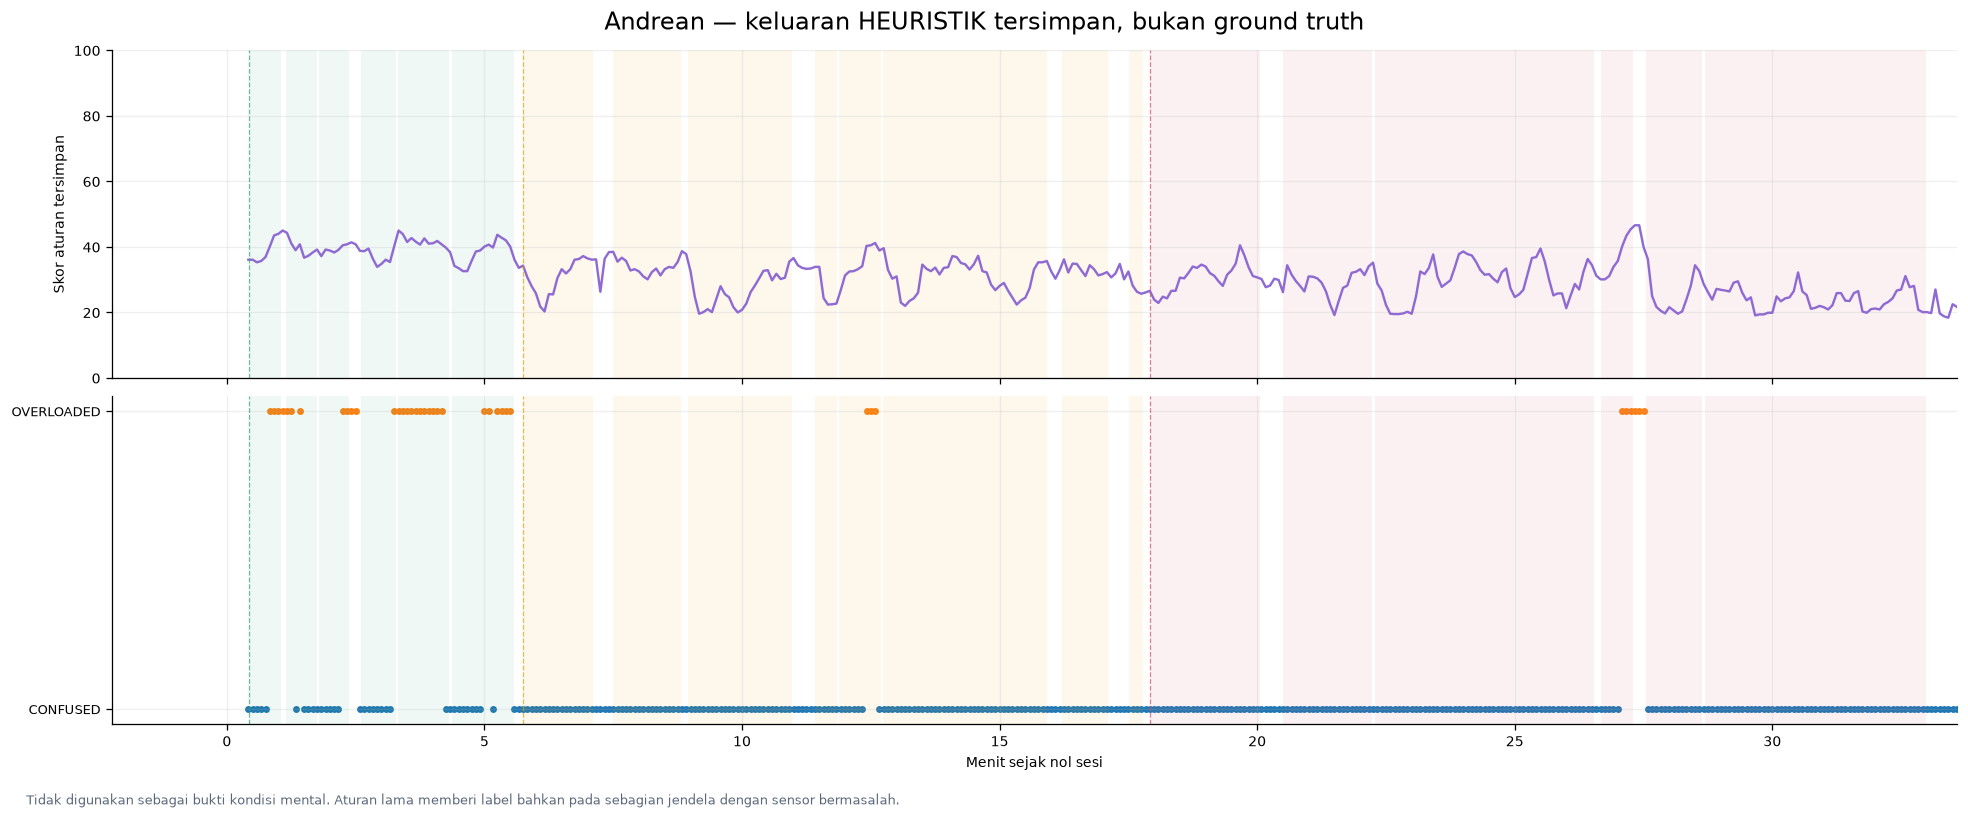 Andrean — keluaran HEURISTIK tersimpan, bukan ground truth
Skor aturan tersimpan
100
80
60
40
20
0
OVERLOADED
CONFUSED
0 5 10 15 20 25 30
Menit sejak nol sesi
Tidak digunakan sebagai bukti kondisi mental. Aturan lama memberi label bahkan pada sebagian jendela dengan sensor bermasalah.